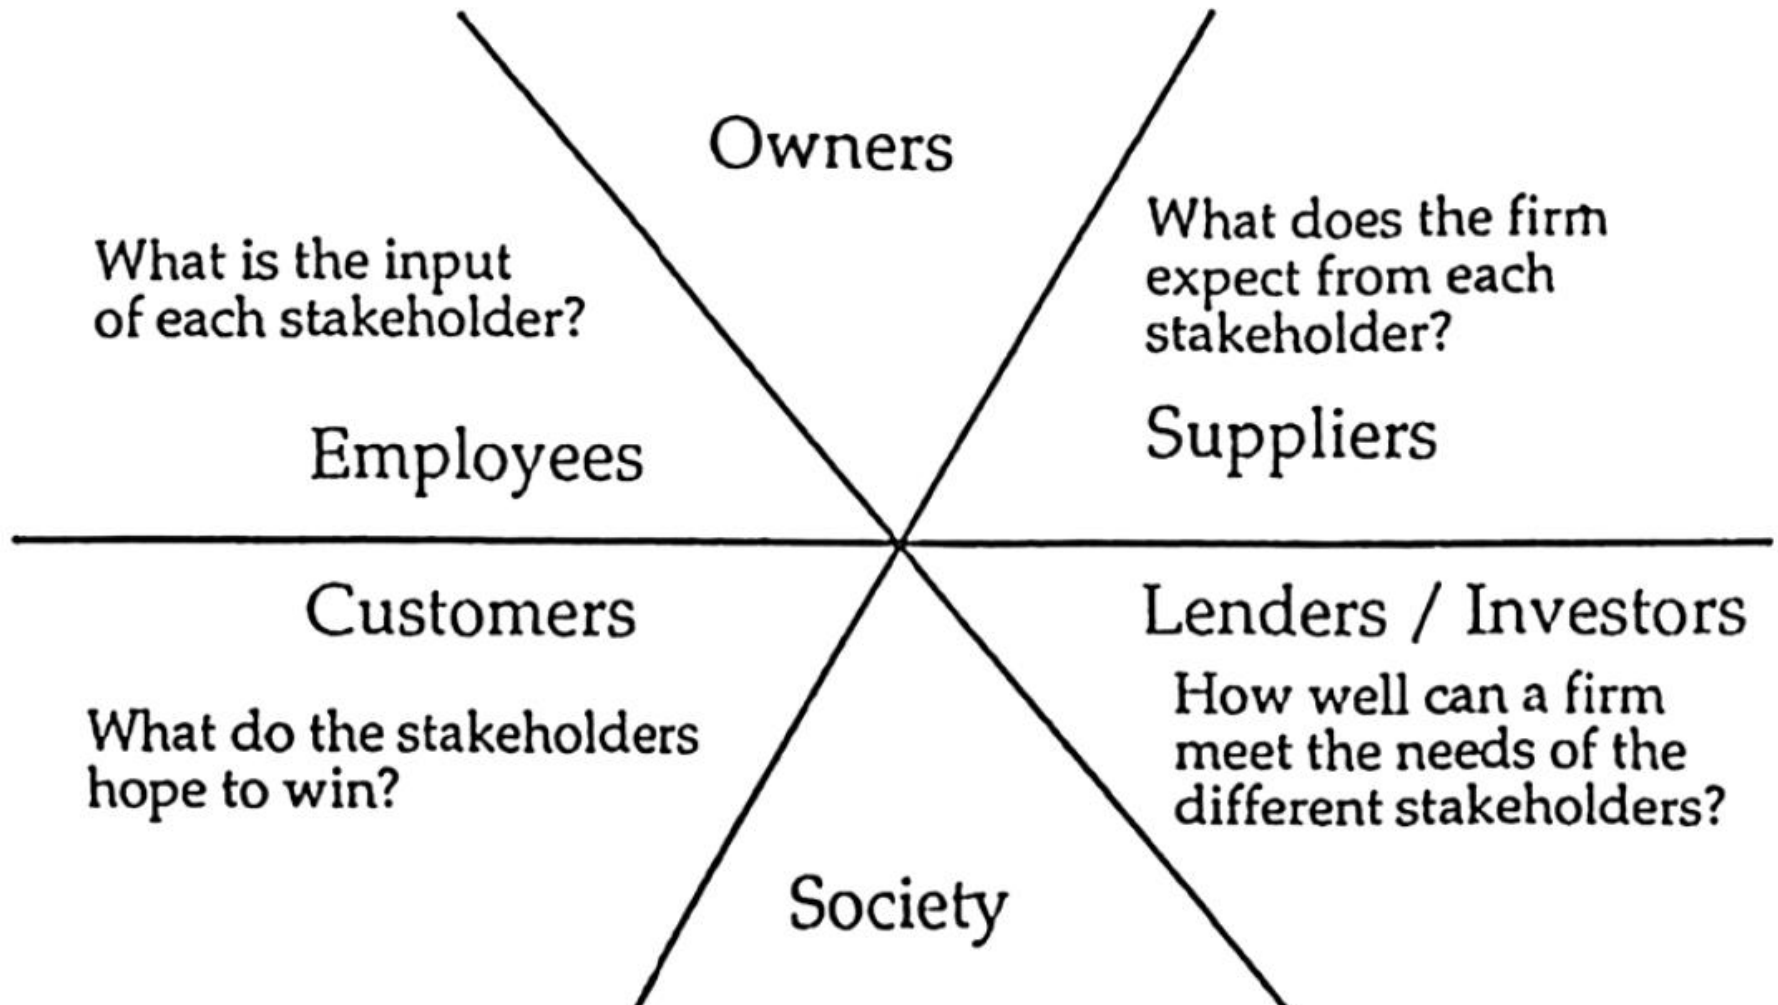 Owners
What is the input
of each stakeholder?
Employees
What does the firm
expect from each
stakeholder?
Suppliers
Customers
What do the stakeholders
hope to win?
Lenders / Investors
How well can a firm
meet the needs of the
different stakeholders?
Society